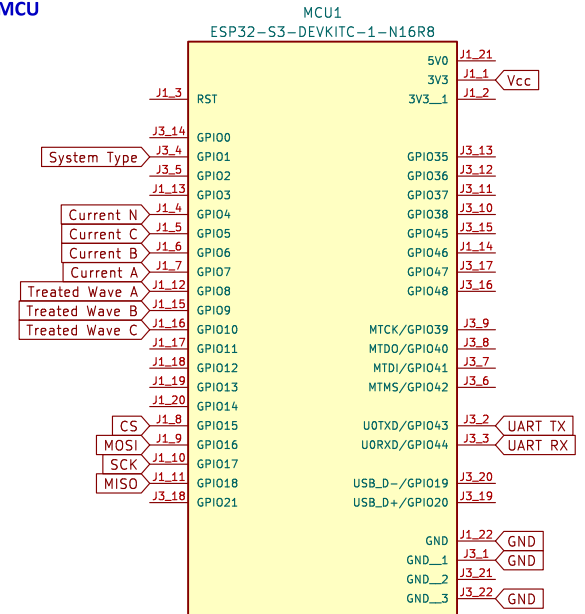 MCU
MCU1
ESP32-S3-DEVKITC-1-N16R8
5V0 J1_21
3V3 J1_1 Vcc
J1_3 RST 3V3__1 J1_2
J3_14 GPIO0
System Type J3_4 GPIO1 GPIO35 J3_13
J3_5 GPIO2 GPIO36 J3_12
J1_13 GPIO3 GPIO37 J3_11
Current N J1_4 GPIO4 GPIO38 J3_10
Current C J1_5 GPIO5 GPIO45 J3_15
Current B J1_6 GPIO6 GPIO46 J1_14
Current A J1_7 GPIO7 GPIO47 J3_17
Treated Wave A J1_12 GPIO8 GPIO48 J3_16
Treated Wave B J1_15 GPIO9
Treated Wave C J1_16 GPIO10 MTCK/GPIO39 J3_9
J1_17 GPIO11 MTDO/GPIO40 J3_8
J1_18 GPIO12 MTDI/GPIO41 J3_7
J1_19 GPIO13 MTMS/GPIO42 J3_6
J1_20 GPIO14
CS J1_8 GPIO15 U0TXD/GPIO43 J3_2 UART TX
MOSI J1_9 GPIO16 U0RXD/GPIO44 J3_3 UART RX
SCK J1_10 GPIO17
MISO J1_11 GPIO18 USB_D-/GPIO19 J3_20
J3_18 GPIO21 USB_D+/GPIO20 J3_19
GND J1_22 GND
GND__1 J3_1 GND
GND__2 J3_21
GND__3 J3_22 GND